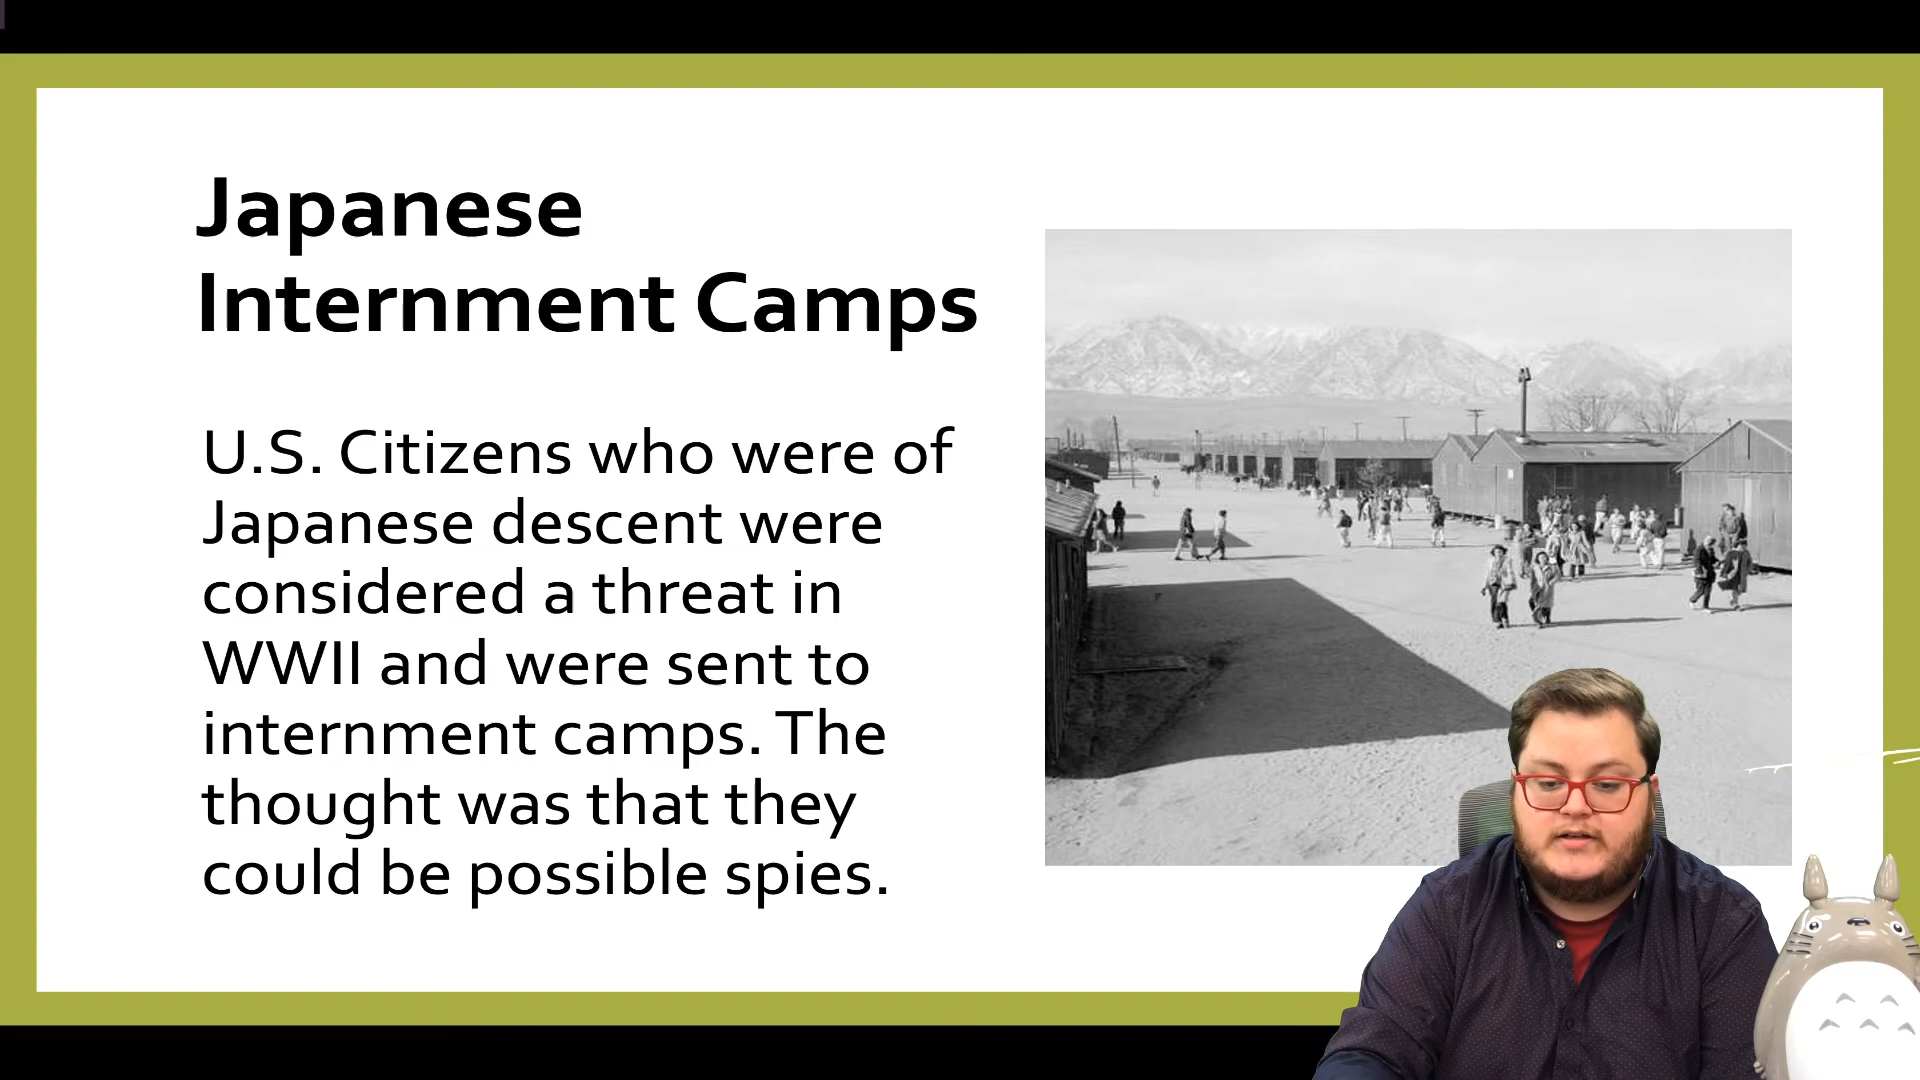 Japanese
Internment Camps
U.S. Citizens who were of
Japanese descent were
considered a threat in
WWII and were sent to
internment camps. The
thought was that they
could be possible spies.